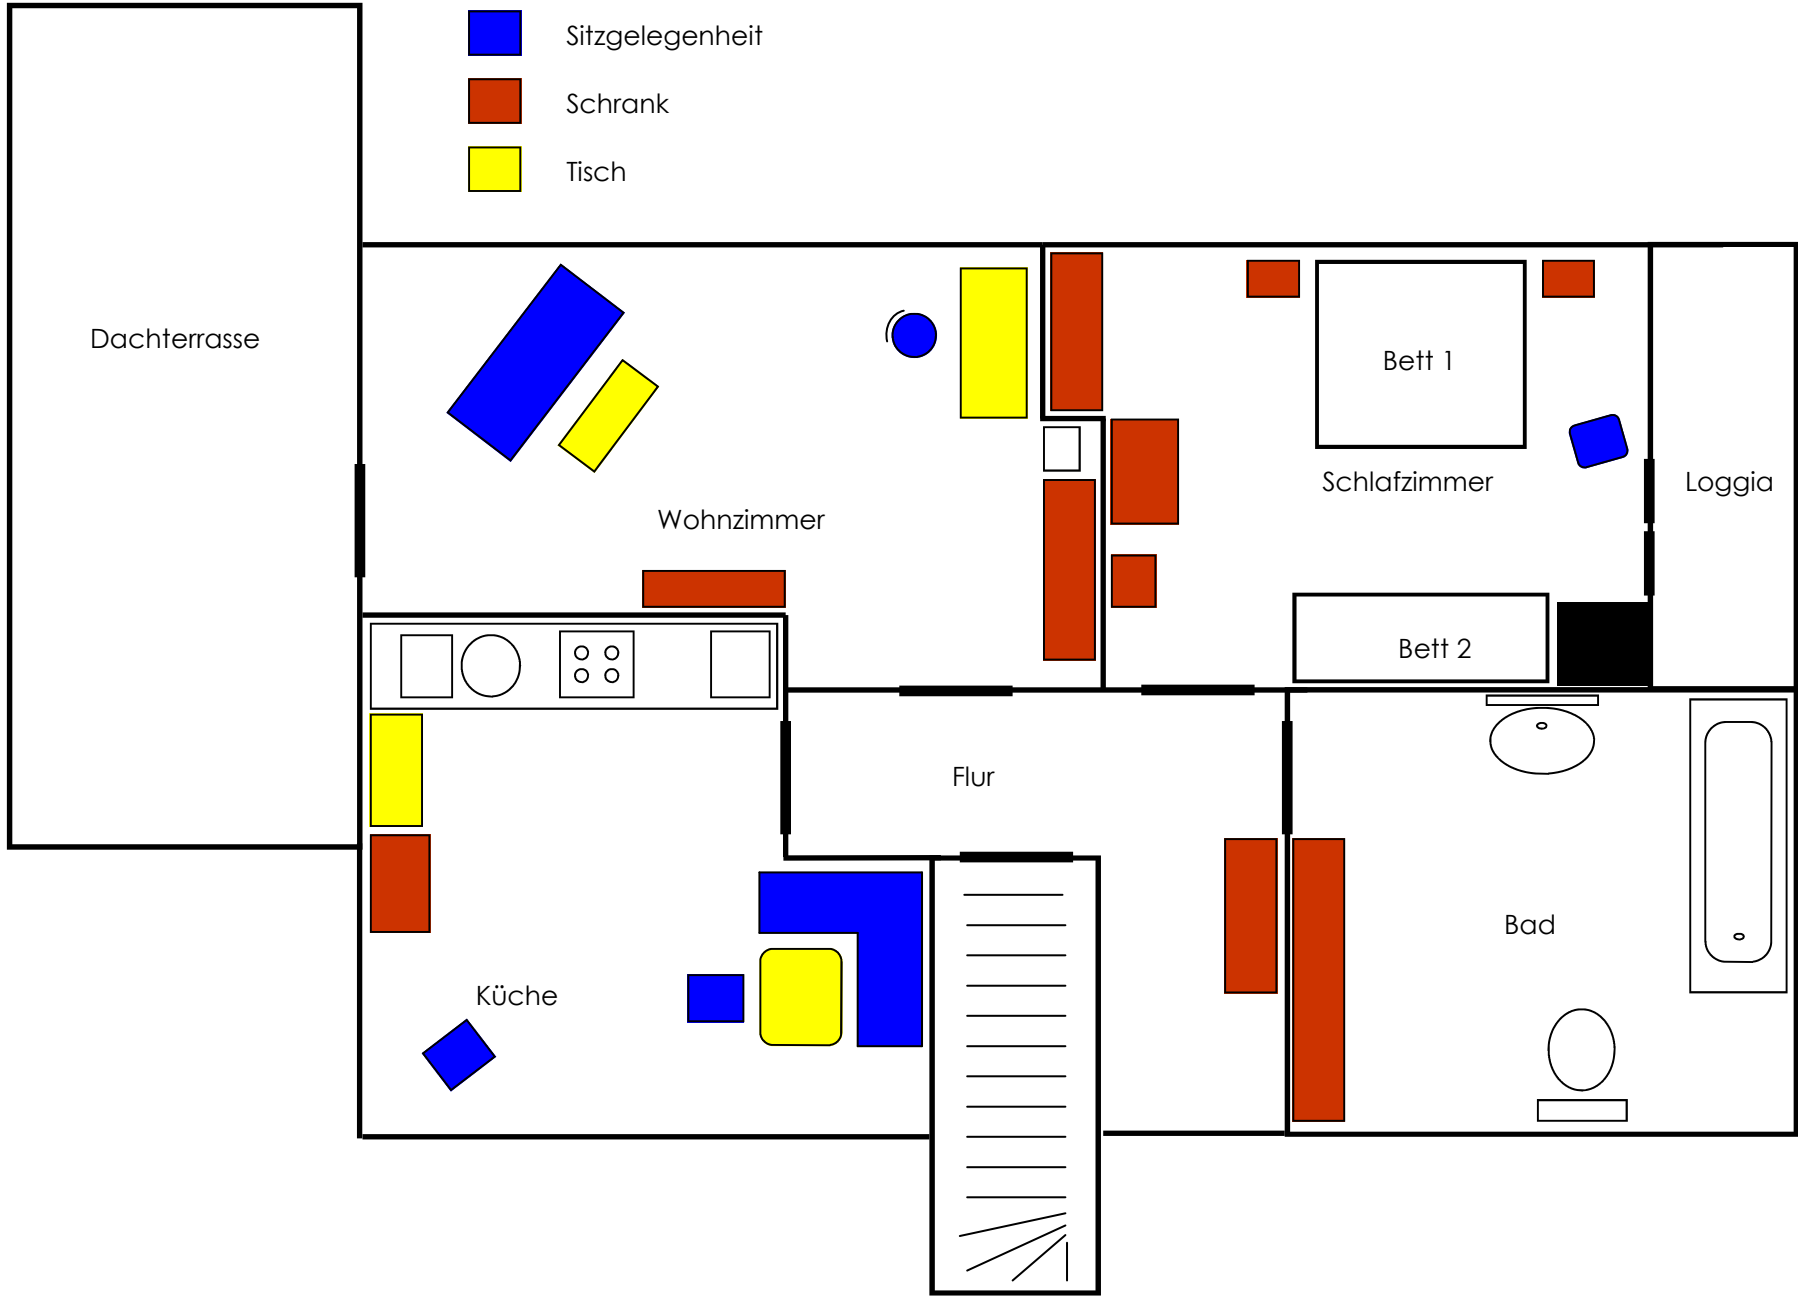 Sitzgelegenheit
Schrank
Tisch
Dachterrasse
Bett 1
Schlafzimmer
Loggia
Wohnzimmer
Bett 2
Flur
Bad
Küche